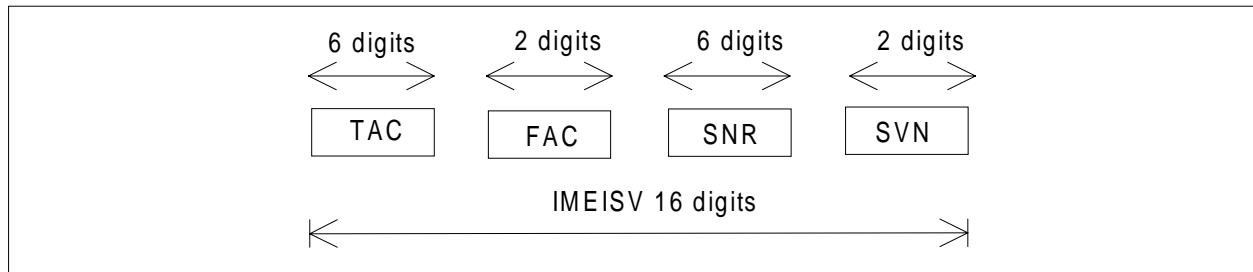 6 digits 2 digits 6 digits 2 digits
TAC FAC SNR SVN
IMEISV 16 digits